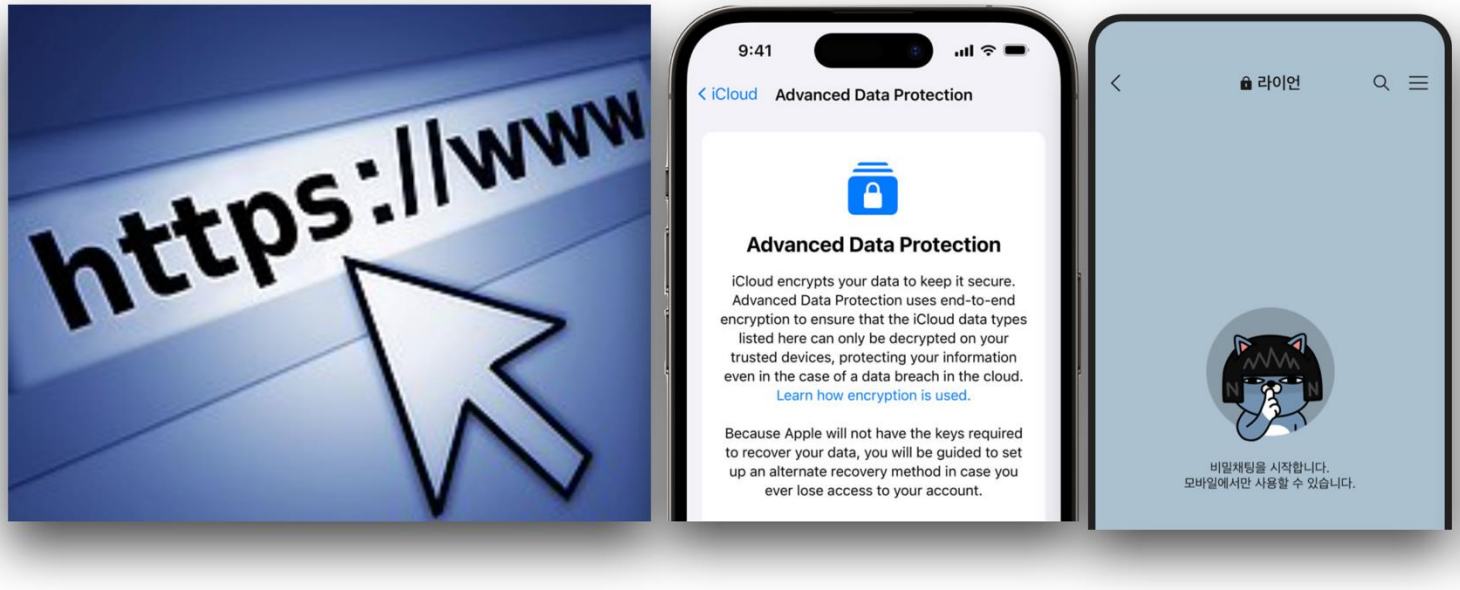 https://www
9:41
iCloud Advanced Data Protection
Advanced Data Protection
iCloud encrypts your data to keep it secure.
Advanced Data Protection uses end-to-end
encryption to ensure that the iCloud data types
listed here can only be decrypted on your
trusted devices, protecting your information
even in the case of a data breach in the cloud.
Learn how encryption is used.
Because Apple will not have the keys required
to recover your data, you will be guided to set
up an alternate recovery method in case you
ever lose access to your account.
라이언
N N
비밀채팅을 시작합니다.
모바일에서만 사용할 수 있습니다.